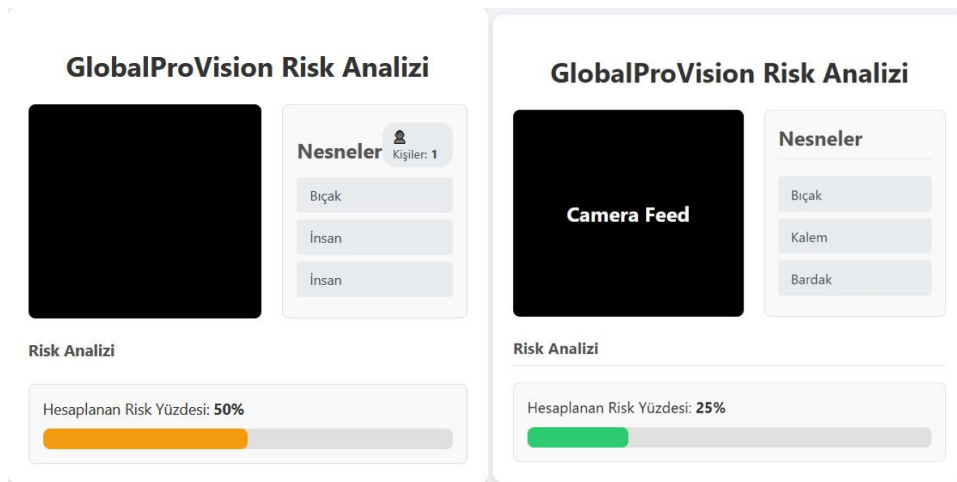 GlobalProVision Risk Analizi
Nesneler
Kişiler: 1
Bıçak
İnsan
İnsan
Risk Analizi
Hesaplanan Risk Yüzdesi: 50%
GlobalProVision Risk Analizi
Camera Feed
Nesneler
Bıçak
Kalem
Bardak
Risk Analizi
Hesaplanan Risk Yüzdesi: 25%